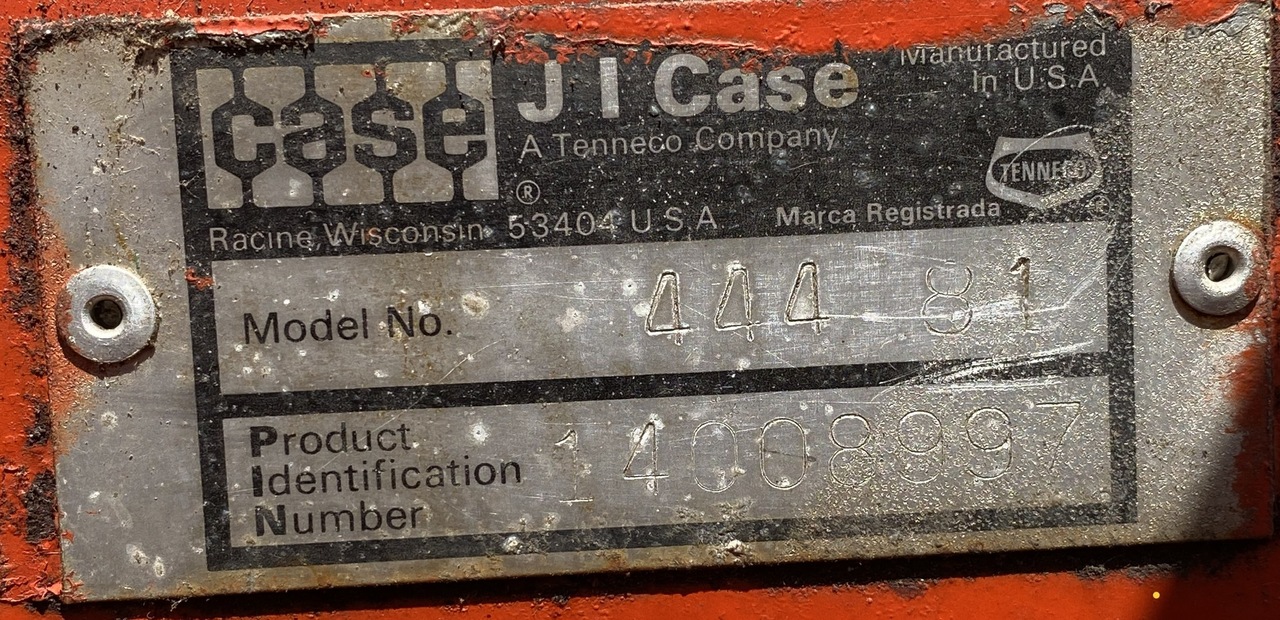 case
J I Case
Manufactured
In U.S.A
A Tenneco Company
®
TENNECO
®
Racine, Wisconsin 53404 U S A
Marca Registrada
Model No. 444 81
Product
Identification
Number
14008997